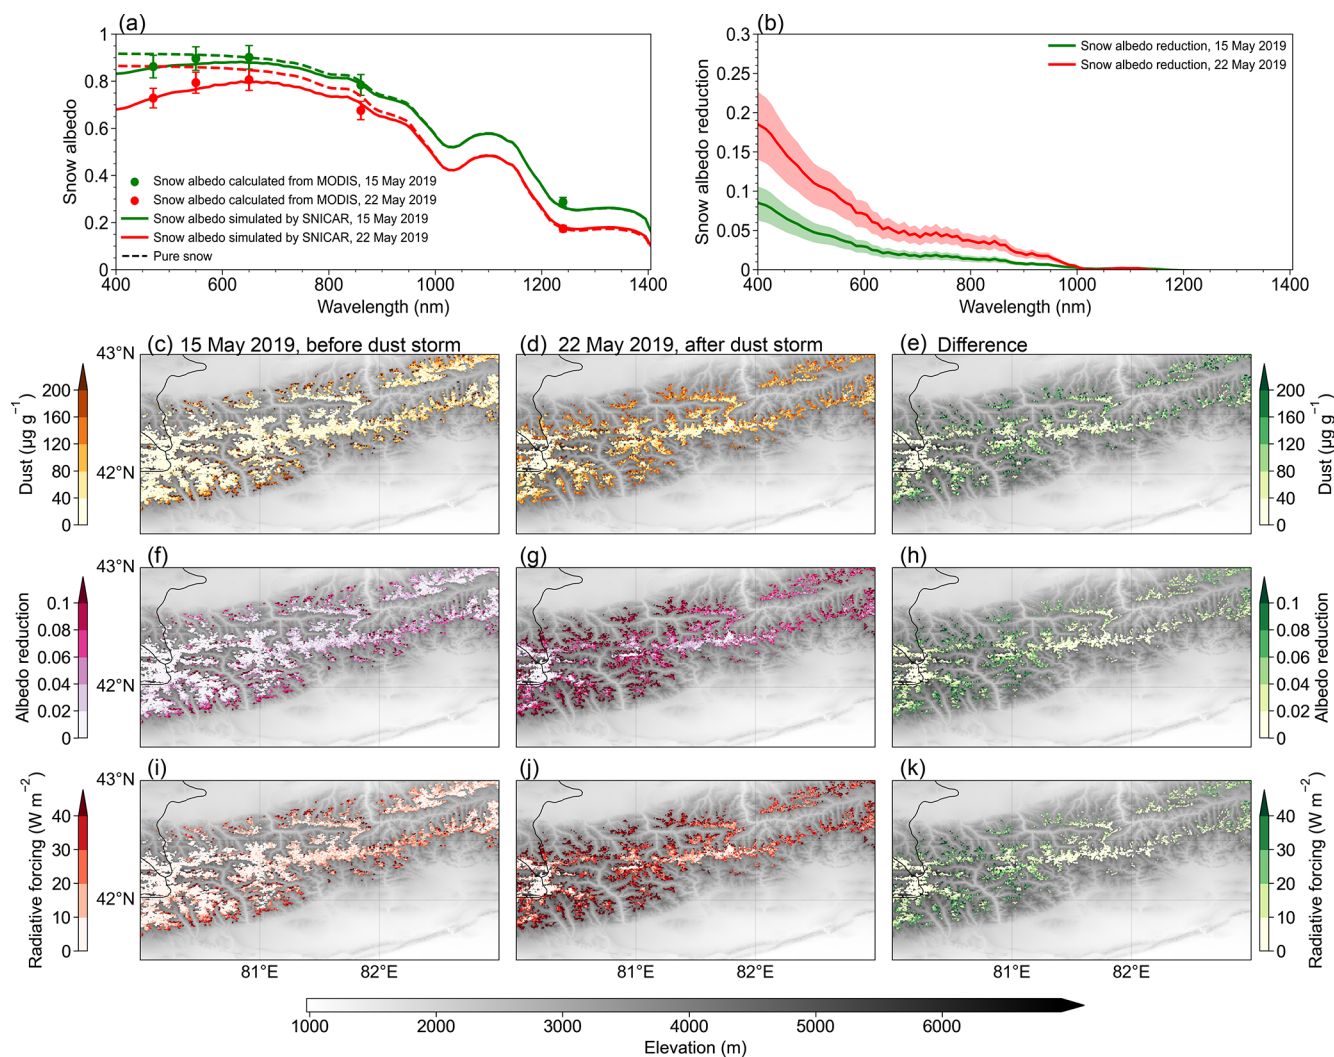 (a)
(b)
1
0.8
0.6
0.4
0.2
0
Snow albedo
Snow albedo calculated from MODIS, 15 May 2019
Snow albedo calculated from MODIS, 22 May 2019
Snow albedo simulated by SNICAR, 15 May 2019
Snow albedo simulated by SNICAR, 22 May 2019
Pure snow
400 600 800 1000 1200 1400
Wavelength (nm)
0.3
0.25
0.2
0.15
0.1
0.05
0
Snow albedo reduction
Snow albedo reduction, 15 May 2019
Snow albedo reduction, 22 May 2019
400 600 800 1000 1200 1400
Wavelength (nm)
(c) 15 May 2019, before dust storm
(d) 22 May 2019, after dust storm
(e) Difference
43°N
42°N
200
160
120
80
40
0
Dust (µg g⁻¹)
200
160
120
80
40
0
Dust (µg g⁻¹)
(f)
(g)
(h)
43°N
42°N
0.1
0.08
0.06
0.04
0.02
0
Albedo reduction
0.1
0.08
0.06
0.04
0.02
0
Albedo reduction
(i)
(j)
(k)
43°N
42°N
40
30
20
10
0
Radiative forcing (W m⁻²)
40
30
20
10
0
Radiative forcing (W m⁻²)
81°E 82°E
81°E 82°E
81°E 82°E
1000 2000 3000 4000 5000 6000
Elevation (m)